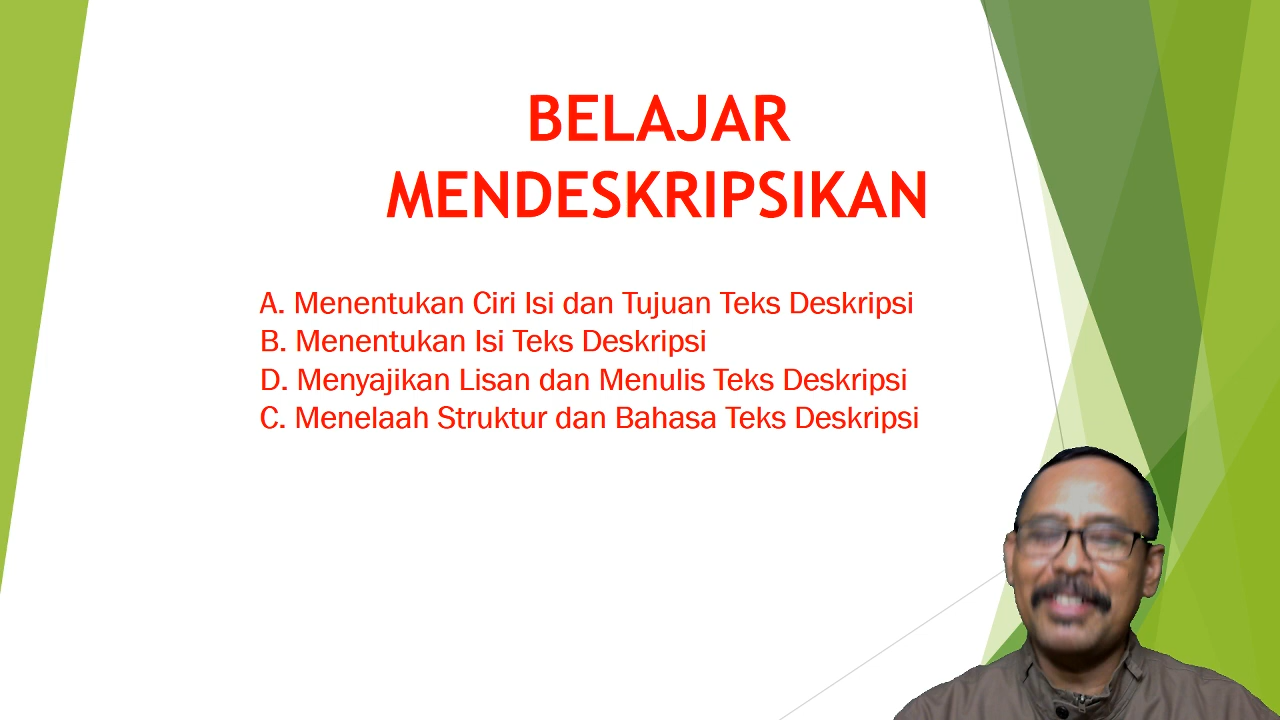 BELAJAR
MENDESKRIPSIKAN
A. Menentukan Ciri Isi dan Tujuan Teks Deskripsi
B. Menentukan Isi Teks Deskripsi
D. Menyajikan Lisan dan Menulis Teks Deskripsi
C. Menelaah Struktur dan Bahasa Teks Deskripsi